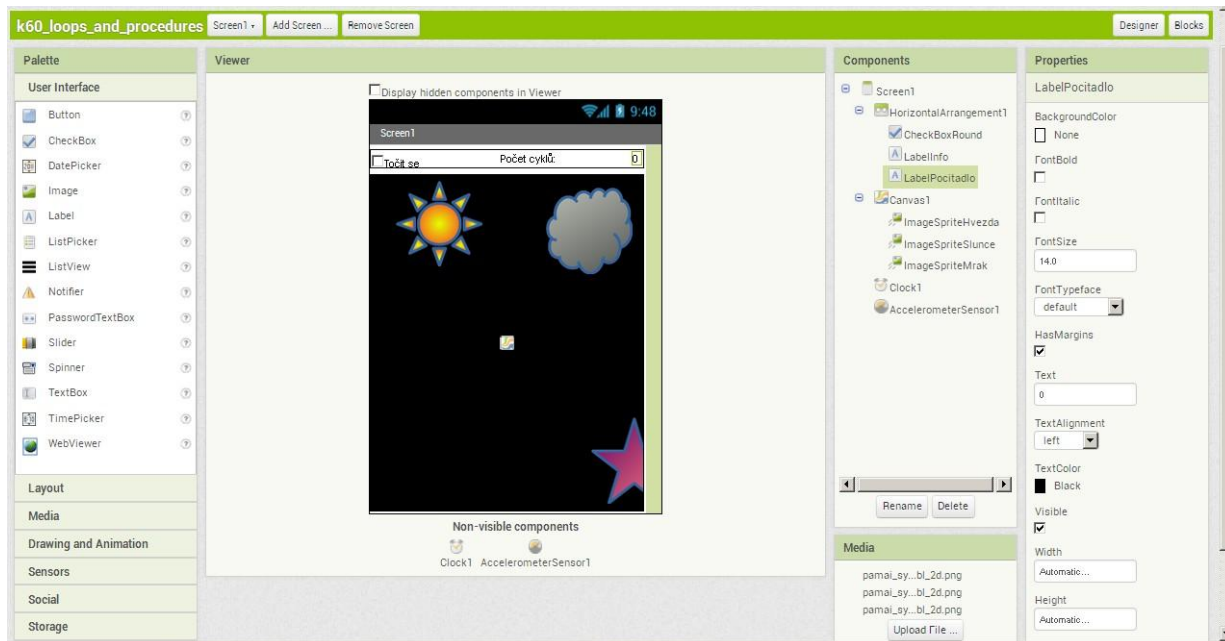 k60_loops_and_procedures Screen1 Add Screen ... Remove Screen Designer Blocks
Palette
User Interface
Button
CheckBox
DatePicker
Image
Label
ListPicker
ListView
Notifier
PasswordTextBox
Slider
Spinner
TextBox
TimePicker
WebViewer
Layout
Media
Drawing and Animation
Sensors
Social
Storage
Viewer
Display hidden components in Viewer
9:48
Screen1
Točit se Počet cyklů: 0
Non-visible components
Clock1 AccelerometerSensor1
Components
Screen1
HorizontalArrangement1
CheckBoxRound
LabelInfo
LabelPocitadlo
Canvas1
ImageSpriteHvezda
ImageSpriteSlunce
ImageSpriteMrak
Clock1
AccelerometerSensor1
Rename Delete
Media
pamai_sy...bl_2d.png
pamai_sy...bl_2d.png
pamai_sy...bl_2d.png
Upload File ...
Properties
LabelPocitadlo
BackgroundColor
None
FontBold
FontItalic
FontSize
14.0
FontTypeface
default
HasMargins
Text
0
TextAlignment
left
TextColor
Black
Visible
Width
Automatic...
Height
Automatic...